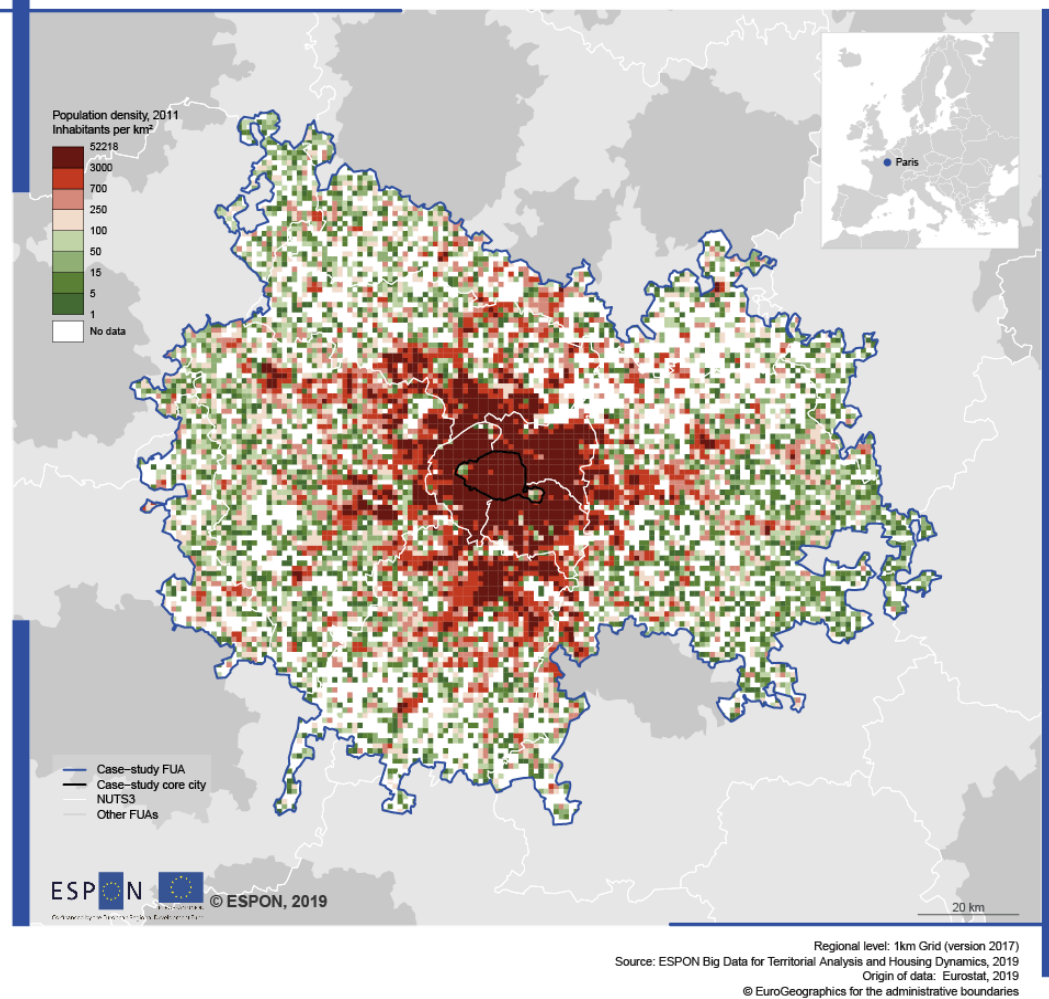 Population density, 2011
Inhabitants per km²
52218
3000
700
250
100
50
15
5
1
No data
Paris
Case–study FUA
Case–study core city
NUTS3
Other FUAs
ESPON
© ESPON, 2019
20 km
Regional level: 1km Grid (version 2017)
Source: ESPON Big Data for Territorial Analysis and Housing Dynamics, 2019
Origin of data: Eurostat, 2019
© EuroGeographics for the administrative boundaries